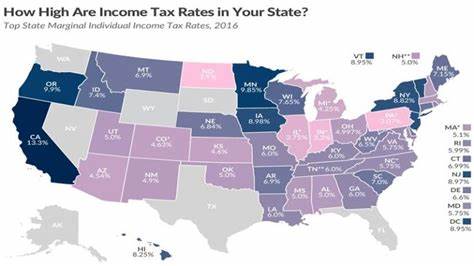 How High Are Income Tax Rates in Your State?
Top State Marginal Individual Income Tax Rates, 2016
VT
8.95%
NH**
5.0%
ME
7.15%
WA
MT
6.9%
ND
2.9%
MN
9.85%
OR
9.9%
ID
7.4%
WY
SD
WI
7.65%
MI*
4.25%
NY
8.82%
NV
UT
5.0%
CO*
4.63%
NE
6.84%
IA
8.98%
IL*
3.75%
IN*
OH
4.997%
PA*
3.07%
MA*
5.1%
RI
5.99%
CT
6.99%
NJ
8.97%
DE
6.6%
MD
5.75%
DC
8.95%
CA
13.3%
KS
4.6%
MO
6.0%
KY
6.0%
WV
6.5%
VA
5.75%
AZ
4.54%
NM
4.9%
OK
5.0%
AR
6.9%
TN** 6.0%
NC*
5.75%
SC
7.0%
TX
LA
6.0%
MS
5.0%
AL
5.0%
GA
6.0%
FL
HI
8.25%